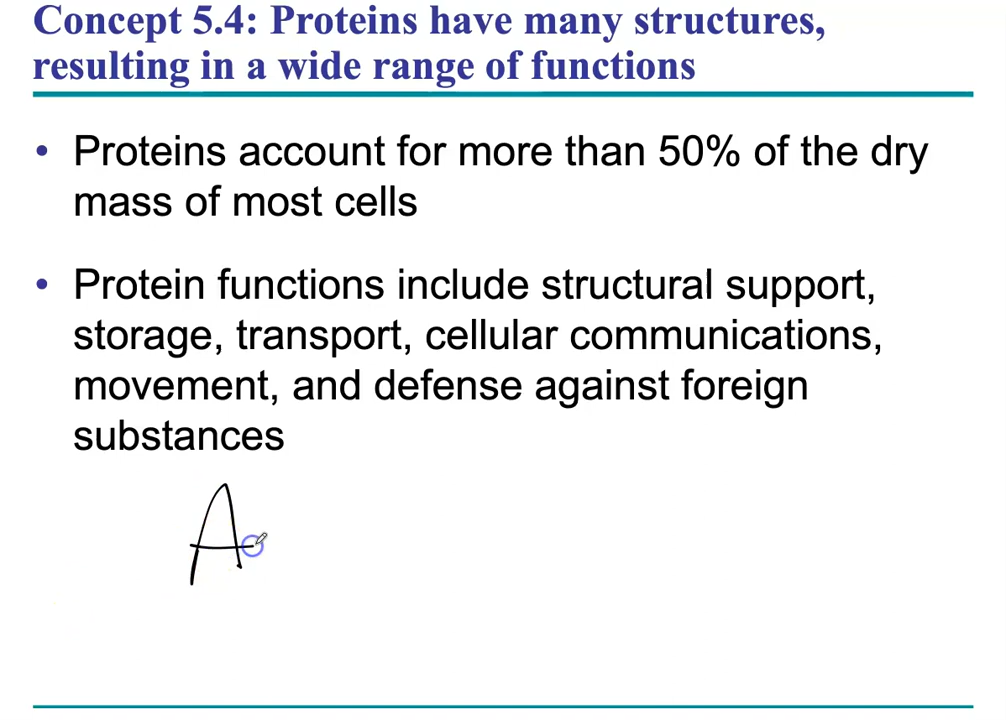 Concept 5.4: Proteins have many structures,
resulting in a wide range of functions
• Proteins account for more than 50% of the dry
mass of most cells
• Protein functions include structural support,
storage, transport, cellular communications,
movement, and defense against foreign
substances
A